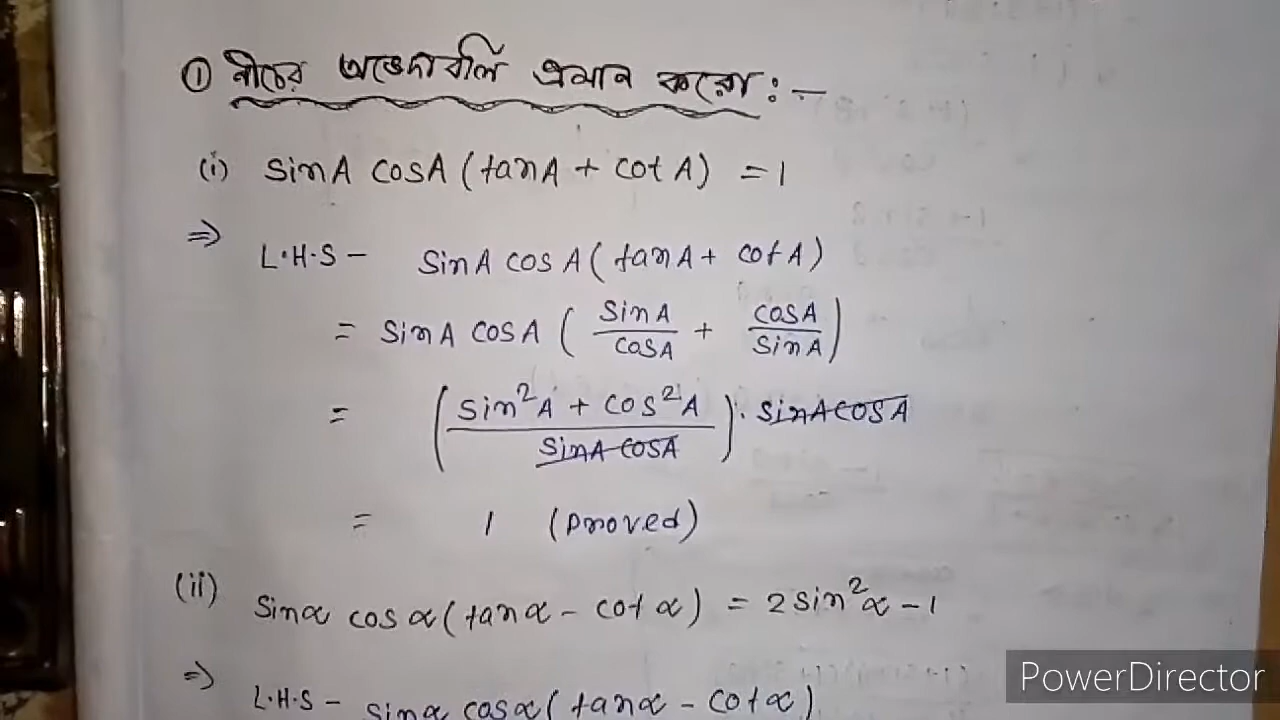 ① নীচের অভেদাবলি প্রমান করো :-
(i) sinA cosA (tanA + cotA) = 1
⇒ L.H.S - sinA cosA (tanA + cotA)
= sinA cosA ( sinA/cosA + cosA/sinA )
= ( sin²A + cos²A / sinA cosA ) . sinA cosA
= 1 (proved)
(ii) sinα cosα (tanα - cotα) = 2sin²α - 1
⇒ L.H.S - sinα cosα (tanα - cotα)
PowerDirector